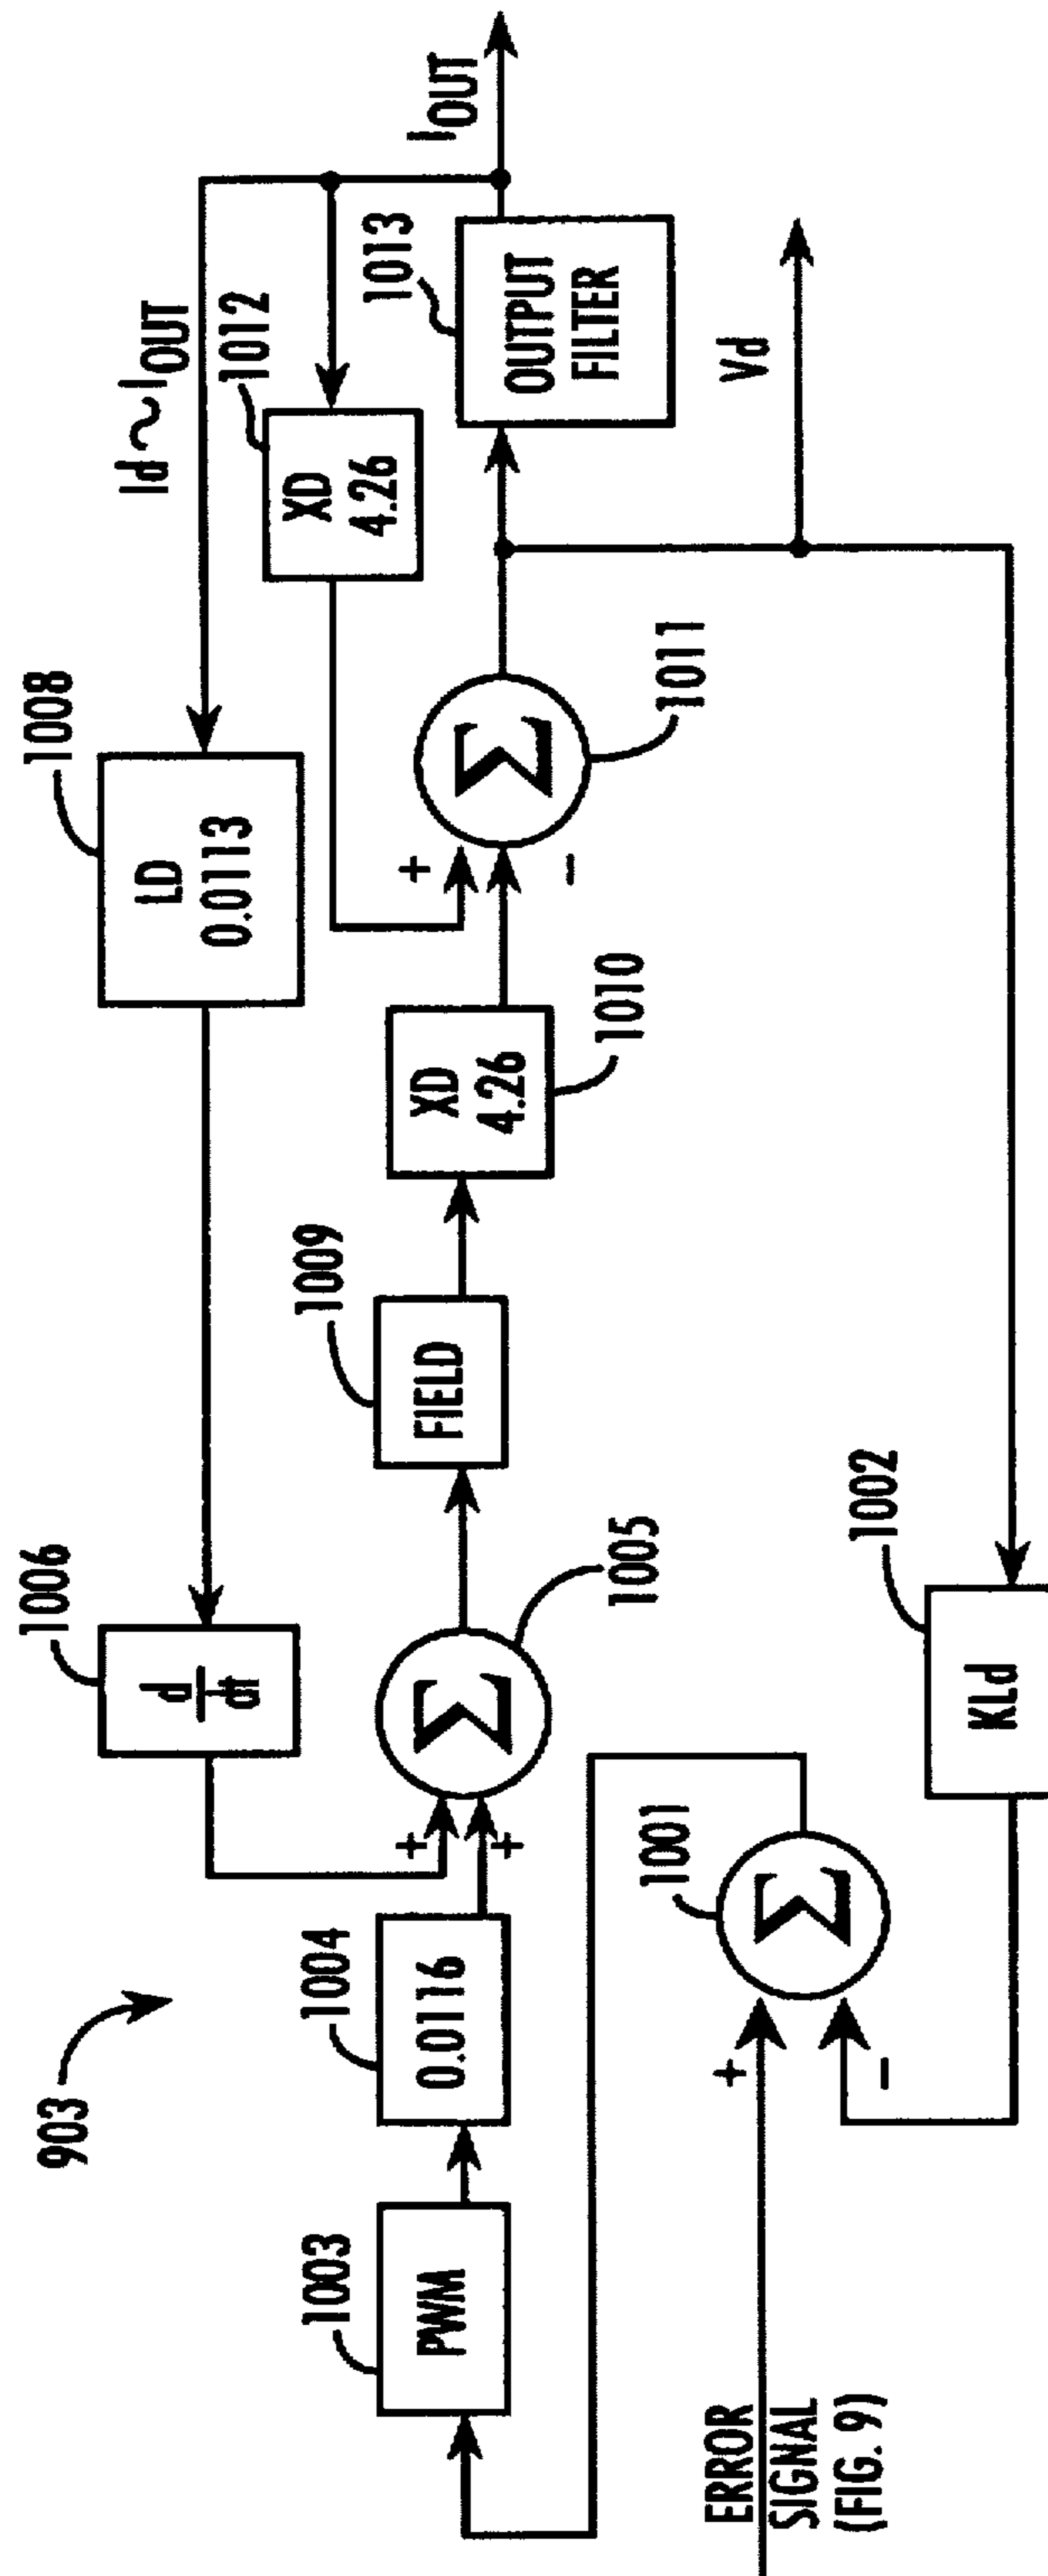 903
1003
PWM
1004
0.0116
+
+
1006
d
dt
Σ
1005
1009
FIELD
1008
LD
0.0113
Id ~ IOUT
1010
XD
4.26
+
−
Σ
1011
1012
XD
4.26
1013
OUTPUT
FILTER
IOUT
Vd
ERROR
SIGNAL
(FIG. 9)
+
−
1001
Σ
1002
KLd